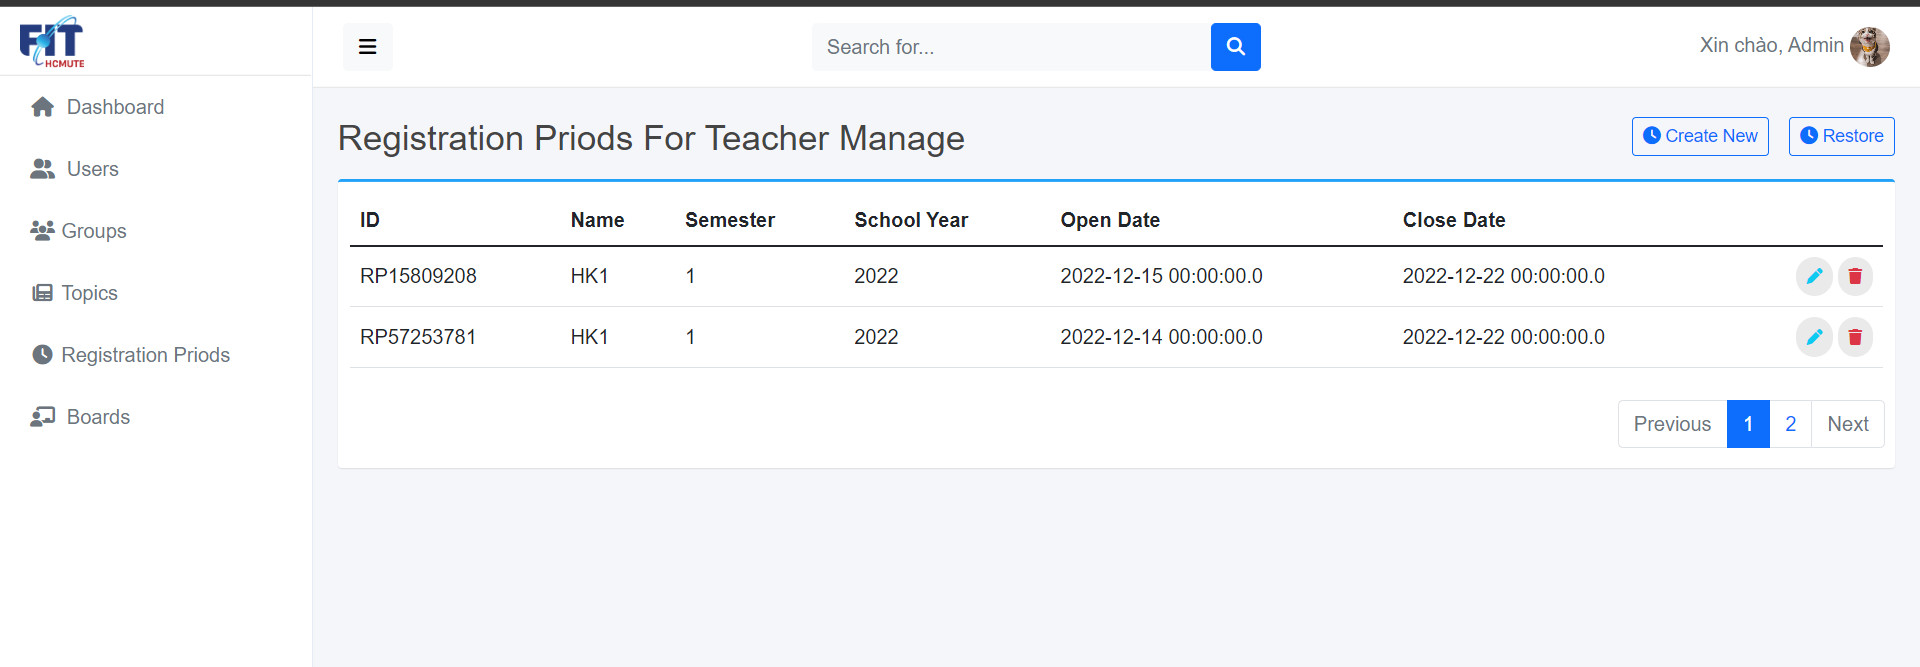 FIT
HCMUTE
Search for...
Xin chào, Admin
Dashboard
Users
Groups
Topics
Registration Priods
Boards
Registration Priods For Teacher Manage
Create New
Restore
ID Name Semester School Year Open Date Close Date
RP15809208 HK1 1 2022 2022-12-15 00:00:00.0 2022-12-22 00:00:00.0
RP57253781 HK1 1 2022 2022-12-14 00:00:00.0 2022-12-22 00:00:00.0
Previous 1 2 Next